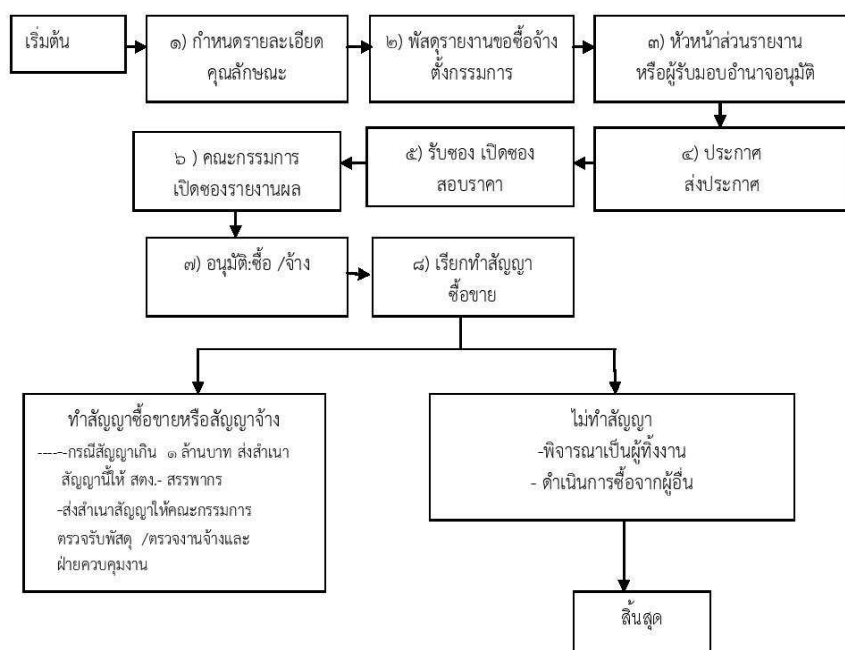 เริ่มต้น
๑) กำหนดรายละเอียด
คุณลักษณะ
๒) พัสดุรายงานขอซื้อจ้าง
ตั้งกรรมการ
๓) หัวหน้าส่วนรายงาน
หรือผู้รับมอบอำนาจอนุมัติ
๔) ประกาศ
ส่งประกาศ
๕) รับซอง เปิดซอง
สอบราคา
๖ ) คณะกรรมการ
เปิดซองรายงานผล
๗) อนุมัติ:ซื้อ /จ้าง
๘) เรียกทำสัญญา
ซื้อขาย
ทำสัญญาซื้อขายหรือสัญญาจ้าง
-----กรณีสัญญาเกิน ๑ ล้านบาท ส่งสำเนา
สัญญานี้ให้ สตง.- สรรพากร
-ส่งสำเนาสัญญาให้คณะกรรมการ
ตรวจรับพัสดุ /ตรวจงานจ้างและ
ฝ่ายควบคุมงาน
ไม่ทำสัญญา
-พิจารณาเป็นผู้ทิ้งงาน
- ดำเนินการซื้อจากผู้อื่น
สิ้นสุด